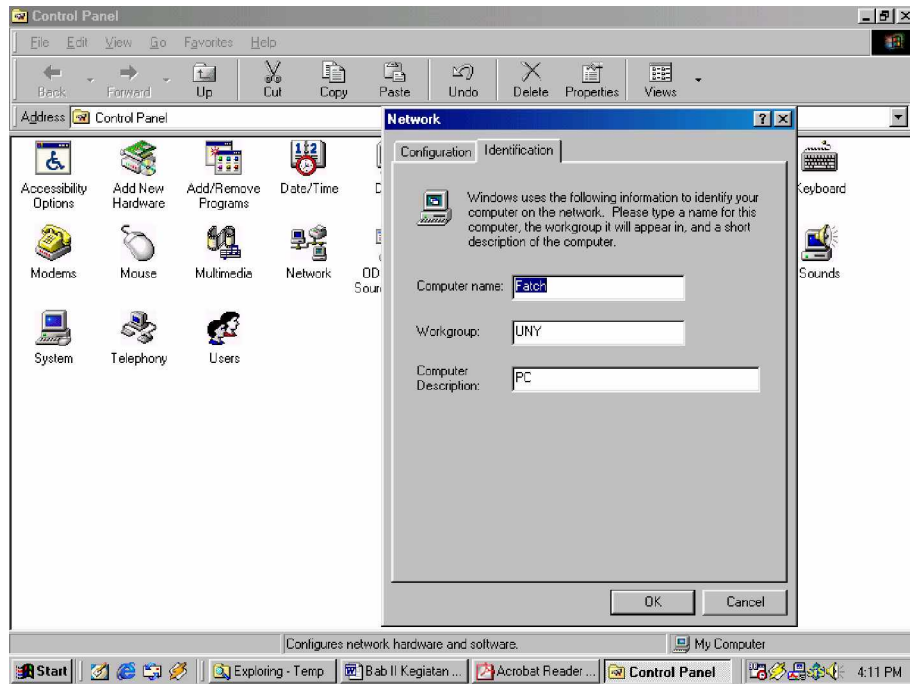 Control Panel
File Edit View Go Favorites Help
Back Forward Up Cut Copy Paste Undo Delete Properties Views
Address Control Panel
Accessibility Options
Add New Hardware
Add/Remove Programs
Date/Time
D
Keyboard
Modems
Mouse
Multimedia
Network
OD
Soun
Sounds
System
Telephony
Users
Network
Configuration Identification
Windows uses the following information to identify your
computer on the network. Please type a name for this
computer, the workgroup it will appear in, and a short
description of the computer.
Computer name: Fatch
Workgroup: UNY
Computer
Description: PC
OK Cancel
Configures network hardware and software. My Computer
Start Exploring - Temp Bab II Kegiatan ... Acrobat Reader ... Control Panel 4:11 PM